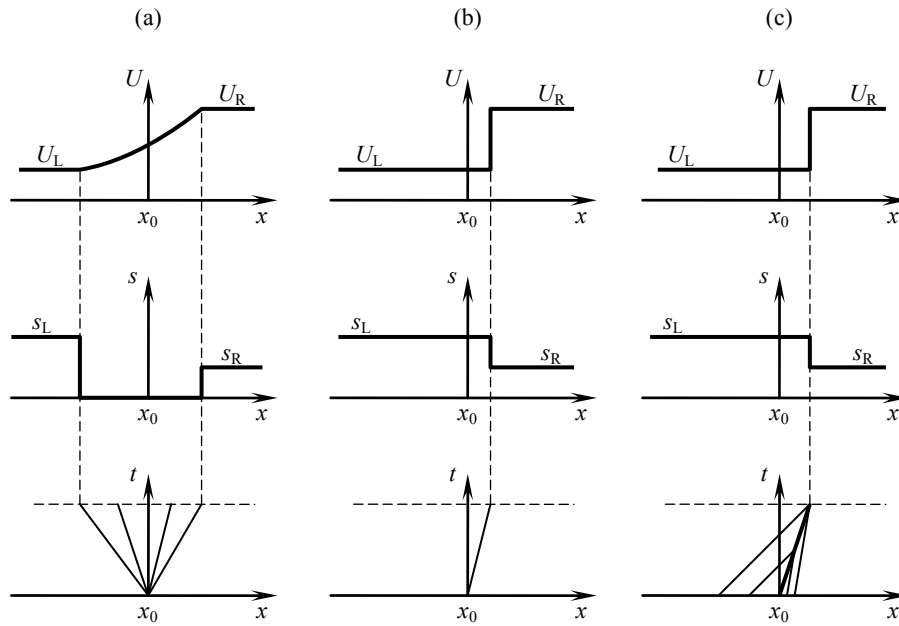 (a) (b) (c)
U U U
U_R U_R U_R
U_L U_L U_L
x_0 x x_0 x x_0 x
s s s
s_L s_L s_L
s_R s_R s_R
x_0 x x_0 x x_0 x
t t t
x_0 x x_0 x x_0 x